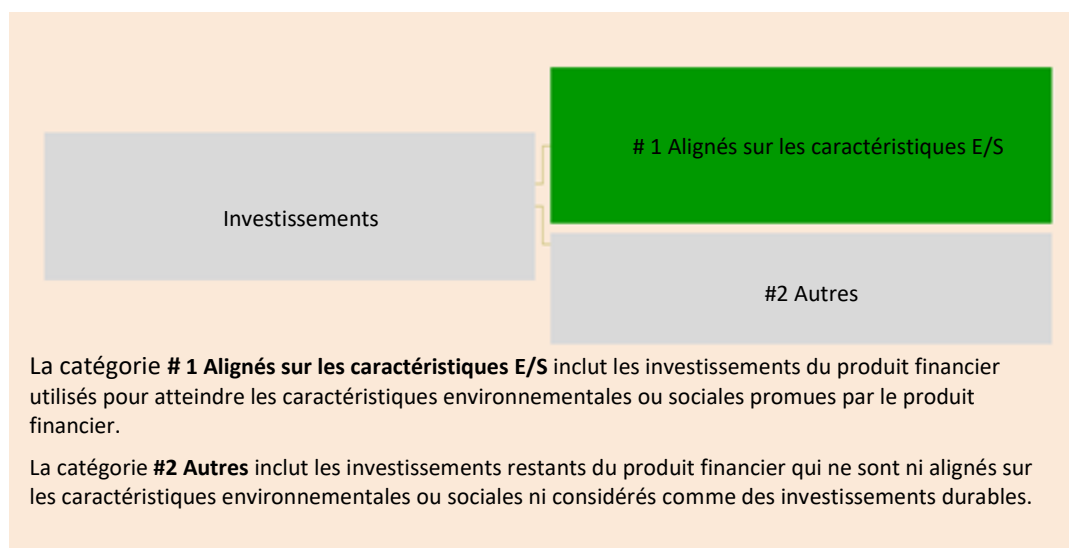 # 1 Alignés sur les caractéristiques E/S
Investissements
#2 Autres
La catégorie # 1 Alignés sur les caractéristiques E/S inclut les investissements du produit financier
utilisés pour atteindre les caractéristiques environnementales ou sociales promues par le produit
financier.
La catégorie #2 Autres inclut les investissements restants du produit financier qui ne sont ni alignés sur
les caractéristiques environnementales ou sociales ni considérés comme des investissements durables.